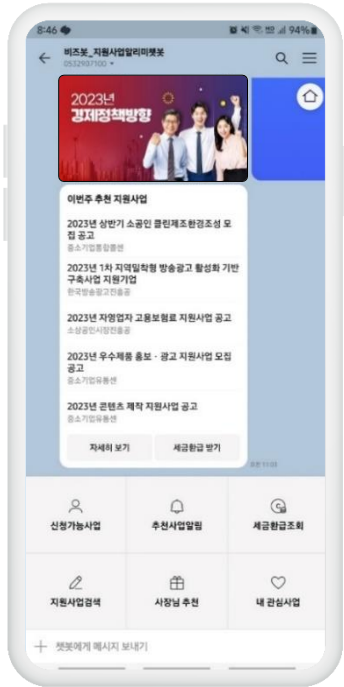 8:46
94%
비즈봇_지원사업알리미챗봇
0532907100
2023년
경제정책방향
이번주 추천 지원사업
2023년 상반기 소공인 클린제조환경조성 모
집 공고
중소기업통합콜센
2023년 1차 지역밀착형 방송광고 활성화 기반
구축사업 지원기업
한국방송광고진흥공
2023년 자영업자 고용보험료 지원사업 공고
소상공인시장진흥공
2023년 우수제품 홍보 · 광고 지원사업 모집
공고
중소기업유통센
2023년 콘텐츠 제작 지원사업 공고
중소기업유통센
자세히 보기 세금환급 받기
오전 11:03
신청가능사업 추천사업알림 세금환급조회
지원사업검색 사장님 추천 내 관심사업
챗봇에게 메시지 보내기